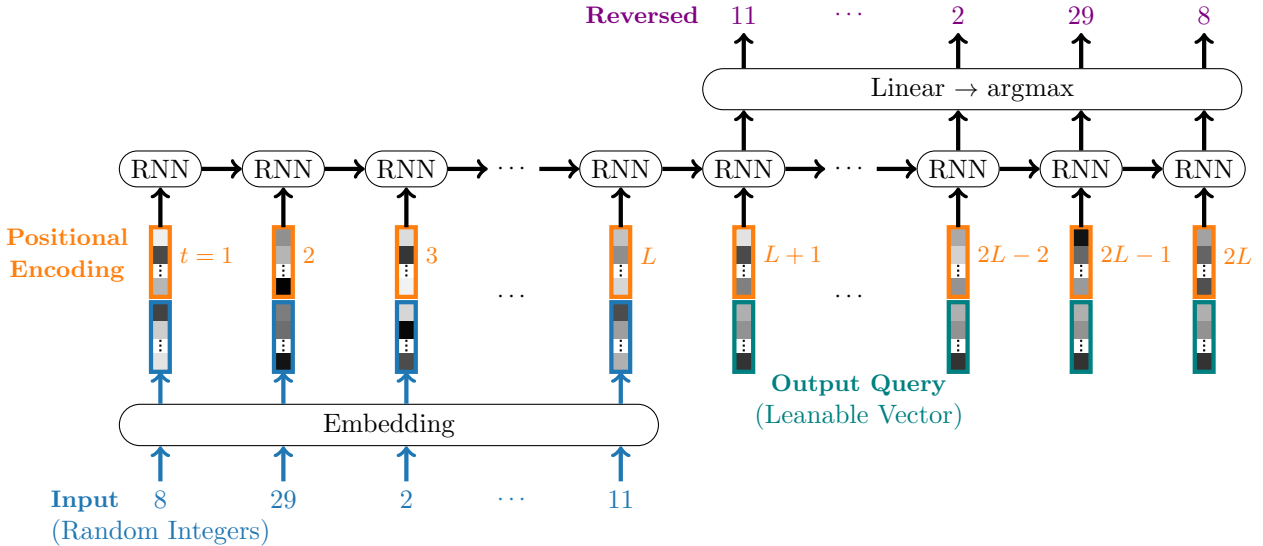 Reversed 11 ··· 2 29 8
Linear → argmax
RNN RNN RNN ··· RNN RNN ··· RNN RNN RNN
Positional
Encoding
t = 1 2 3 L L + 1 2L − 2 2L − 1 2L
··· ···
Output Query
(Leanable Vector)
Embedding
Input 8 29 2 ··· 11
(Random Integers)